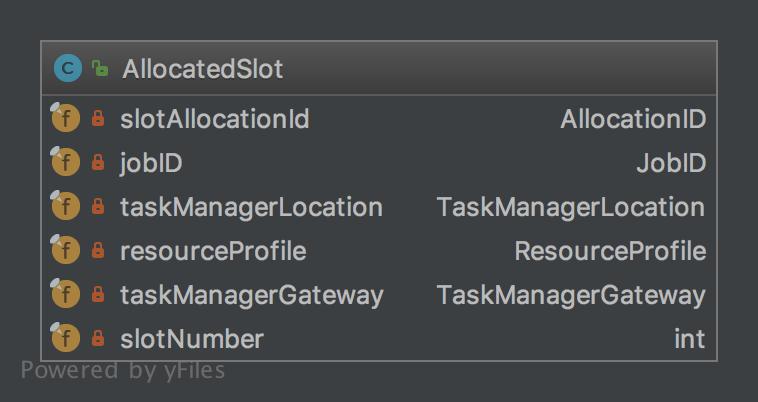 C AllocatedSlot
f slotAllocationId AllocationID
f jobID JobID
f taskManagerLocation TaskManagerLocation
f resourceProfile ResourceProfile
f taskManagerGateway TaskManagerGateway
f slotNumber int
Powered by yFiles